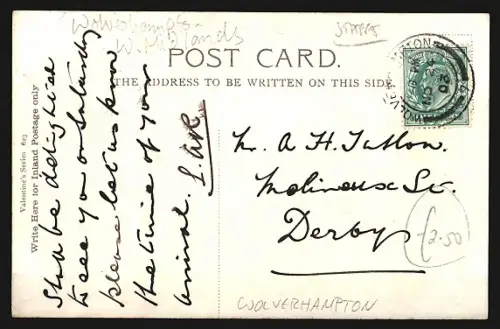 Wolverhampton
W. Midlands
STAFFS
POST CARD.
THE ADDRESS TO BE WRITTEN ON THIS SIDE
Valentine's Series 623
Write Here for Inland Postage only
Shall be delighted
to see you on Saturday
please let us know
the time of your
arrival.
Mr. A H. Tutlow.
Molineux St.
Derby
£2.50
WOLVERHAMPTON